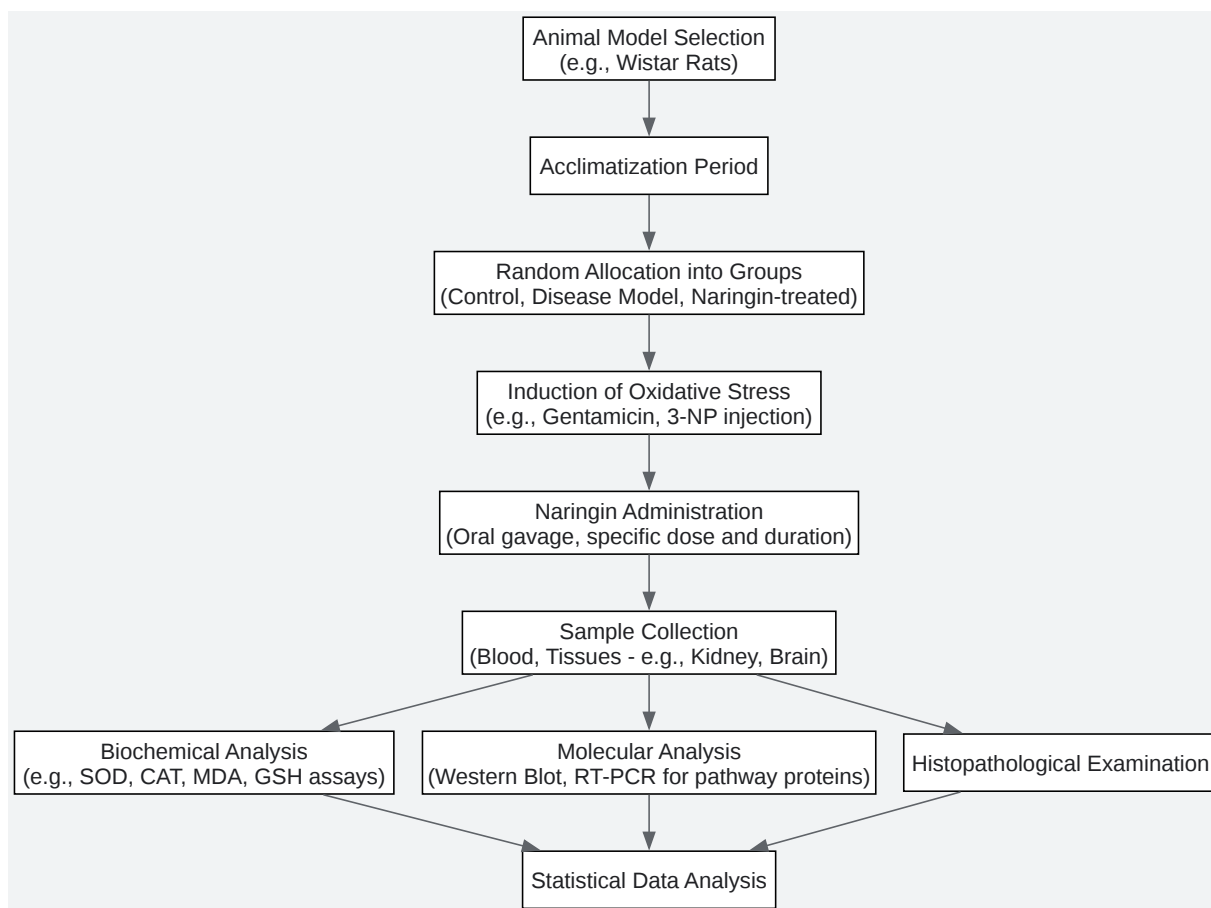 Animal Model Selection
(e.g., Wistar Rats)
Acclimatization Period
Random Allocation into Groups
(Control, Disease Model, Naringin-treated)
Induction of Oxidative Stress
(e.g., Gentamicin, 3-NP injection)
Naringin Administration
(Oral gavage, specific dose and duration)
Sample Collection
(Blood, Tissues - e.g., Kidney, Brain)
Biochemical Analysis
(e.g., SOD, CAT, MDA, GSH assays)
Molecular Analysis
(Western Blot, RT-PCR for pathway proteins)
Histopathological Examination
Statistical Data Analysis